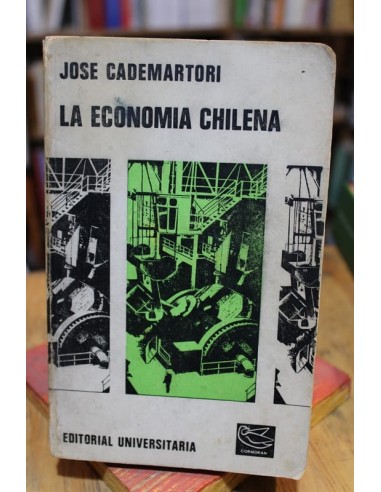 JOSE CADEMARTORI
LA ECONOMIA CHILENA
EDITORIAL UNIVERSITARIA
CORMORAN